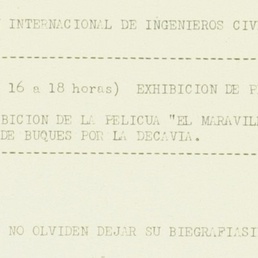 INTERNACIONAL DE INGENIEROS CIV
16 a 18 horas) EXHIBICION DE P
BICION DE LA PELICUA "EL MARAVIL
DE BUQUES POR LA DECAVIA.
NO OLVIDEN DEJAR SU BIEGRAFIASI